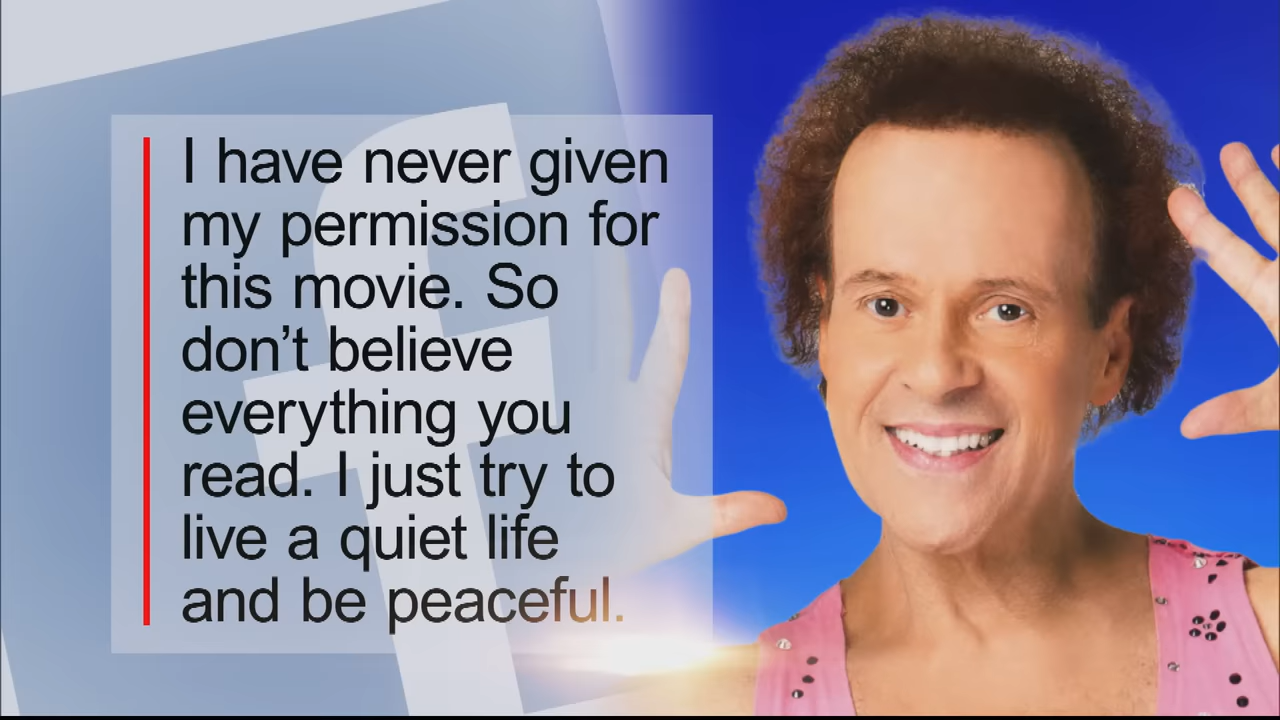 I have never given
my permission for
this movie. So
don’t believe
everything you
read. I just try to
live a quiet life
and be peaceful.